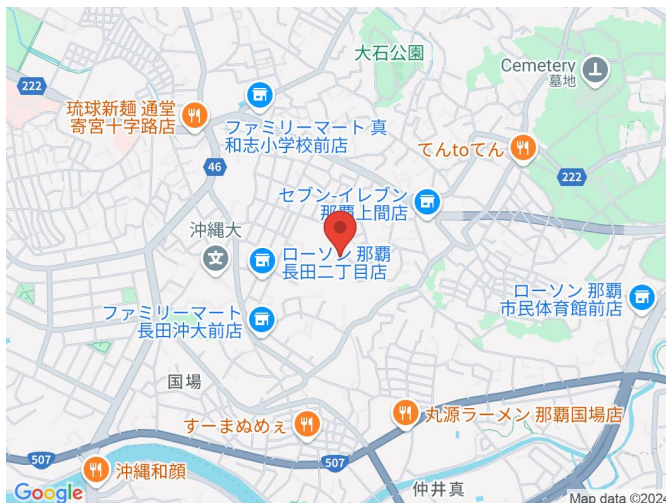 大石公園
Cemetery
墓地
222
琉球新麺 通堂
寄宮十字路店
ファミリーマート 真
和志小学校前店
てんtoてん
46
222
セブン-イレブン
那覇上間店
沖縄大
ローソン 那覇
長田二丁目店
ローソン 那覇
市民体育館前店
ファミリーマート
長田沖大前店
国場
すーまぬめぇ
丸源ラーメン 那覇国場店
507
沖縄和顔
507
仲井真
Google
Map data ©2024